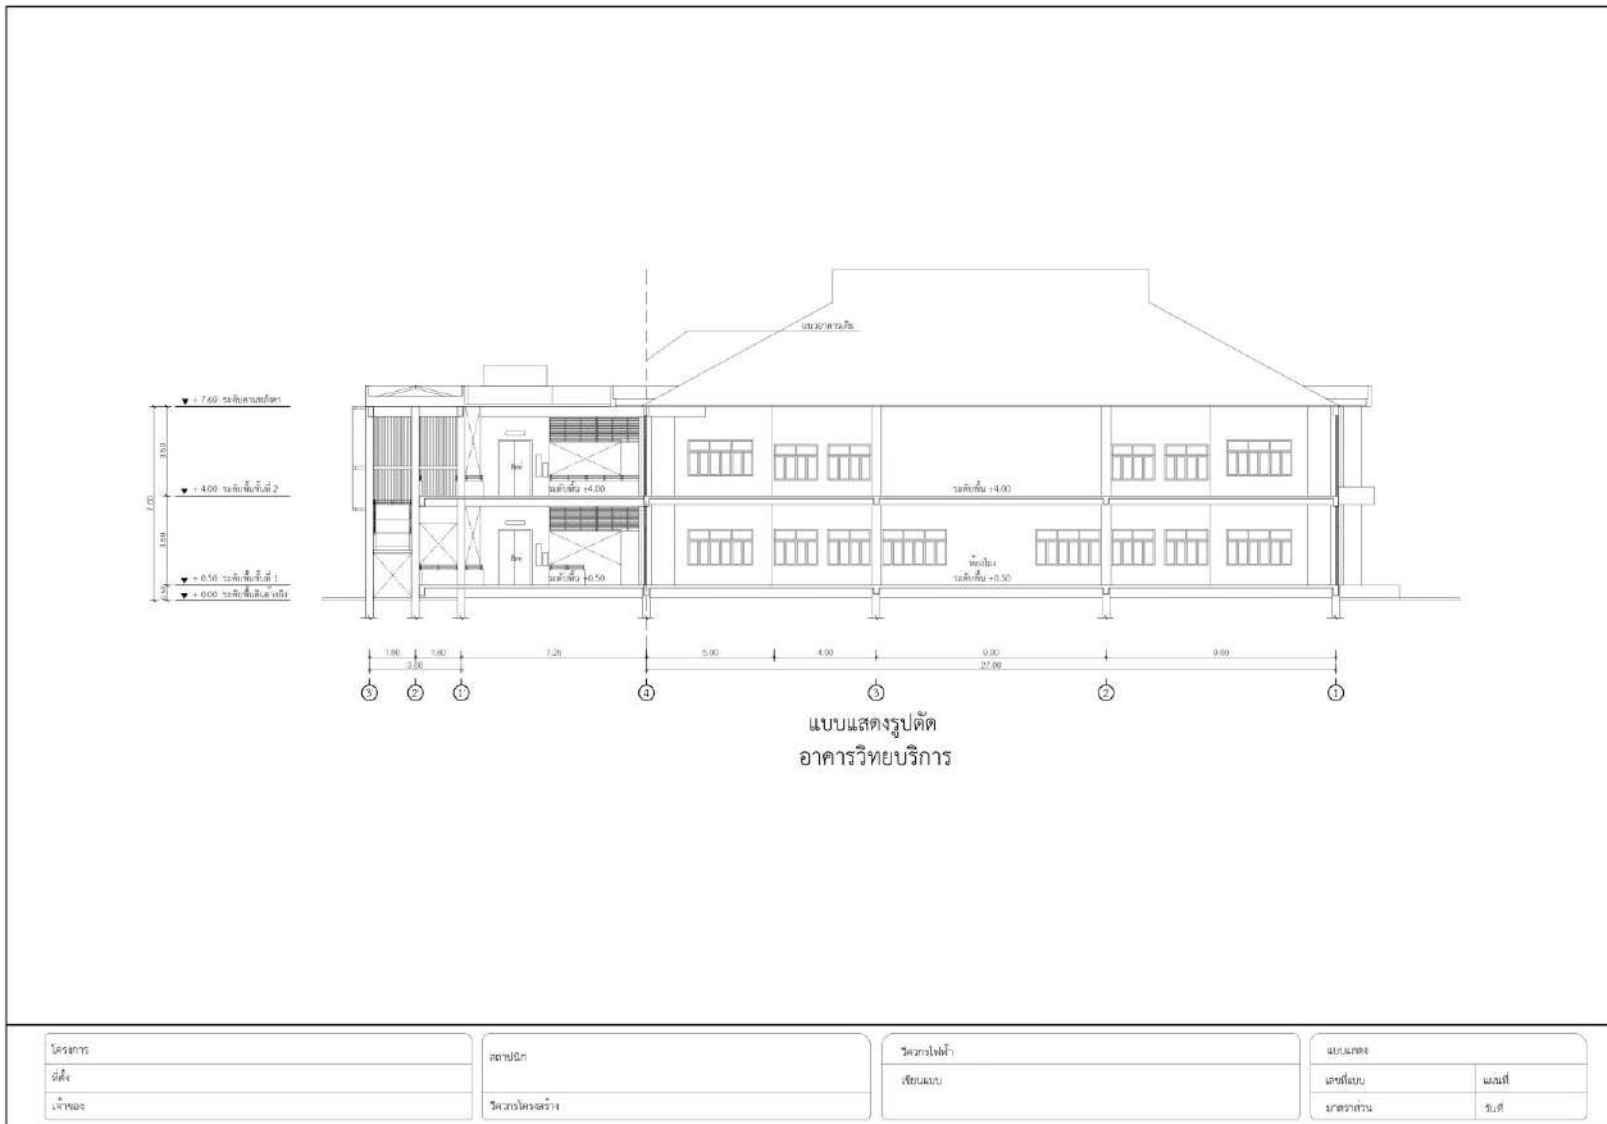 แนวอาคารเดิม
+ 7.60 ระดับดาดฟ้า
+ 4.00 ระดับพื้นชั้นที่ 2
+ 0.50 ระดับพื้นชั้นที่ 1
+ 0.00 ระดับพื้นดินอ้างอิง
3.60
3.50
7.00
ลิฟต์
ระดับพื้น +4.00
ระดับพื้น +4.00
ลิฟต์
ระดับพื้น +0.50
ห้องโถง
ระดับพื้น +0.50
1.80 1.80 7.20 5.00 4.00 9.00 9.00
3.60 27.00
3 2 1 4 3 2 1
แบบแสดงรูปตัด
อาคารวิทยบริการ
โครงการ
ที่ตั้ง
เจ้าของ
สถาปนิก
วิศวกรโครงสร้าง
วิศวกรไฟฟ้า
เขียนแบบ
แบบแสดง
เลขที่แบบ แผ่นที่
มาตราส่วน วันที่